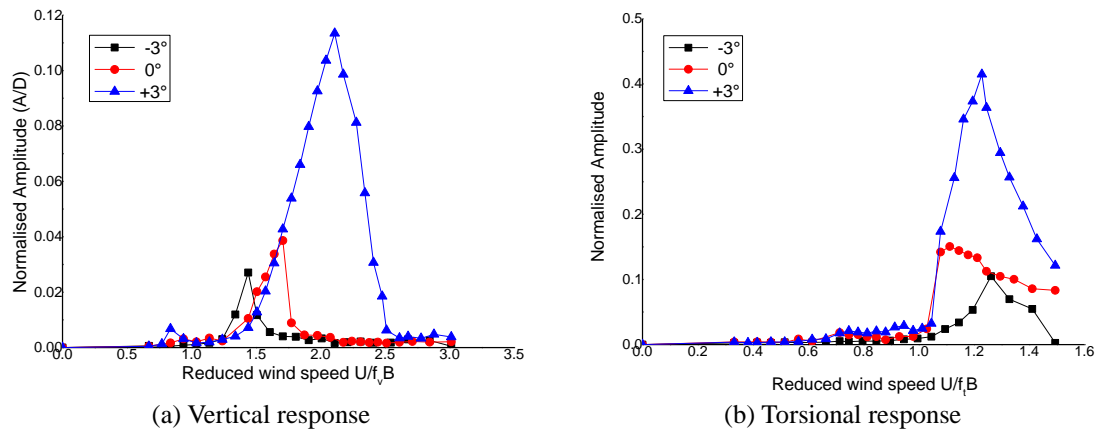 0.12
0.10
0.08
0.06
0.04
0.02
0.00
Normalised Amplitude (A/D)
-3°
0°
+3°
0.0 0.5 1.0 1.5 2.0 2.5 3.0 3.5
Reduced wind speed U/fᵥB
(a) Vertical response
0.5
0.4
0.3
0.2
0.1
0.0
Normalised Amplitude
-3°
0°
+3°
0.0 0.2 0.4 0.6 0.8 1.0 1.2 1.4 1.6
Reduced wind speed U/fₜB
(b) Torsional response